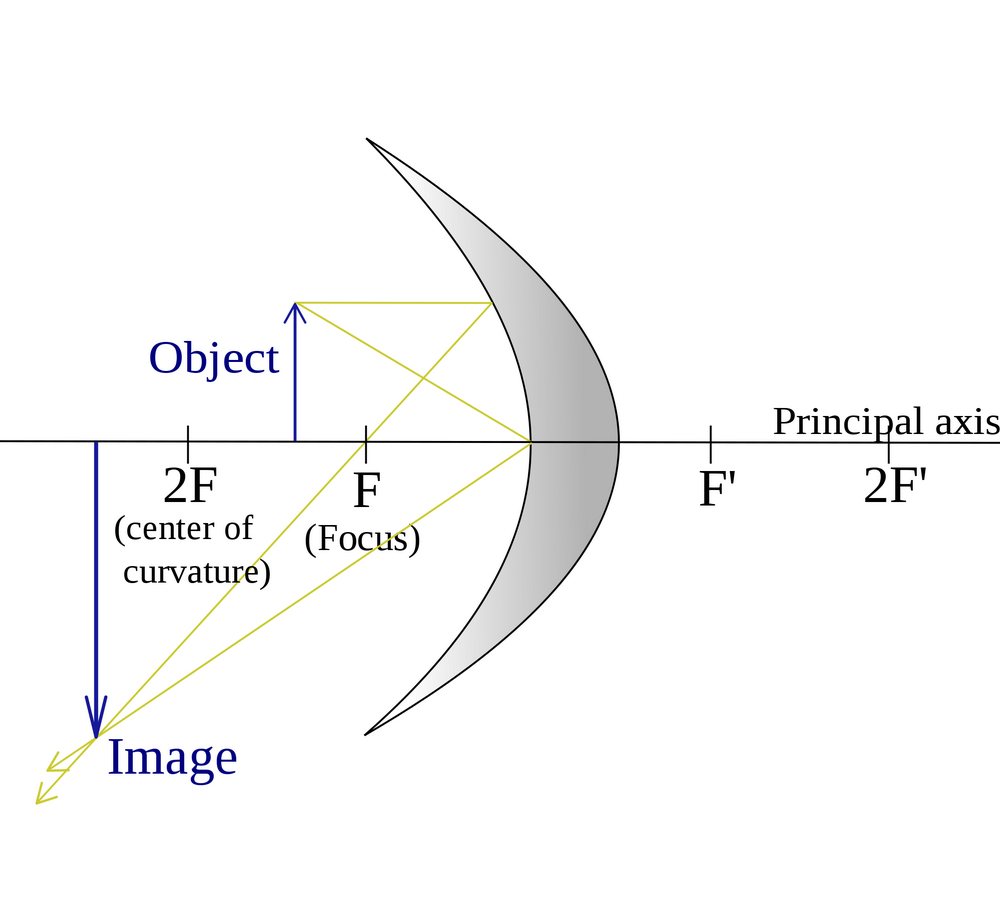 Object
Principal axis
2F
F
F'
2F'
(center of
curvature)
(Focus)
Image